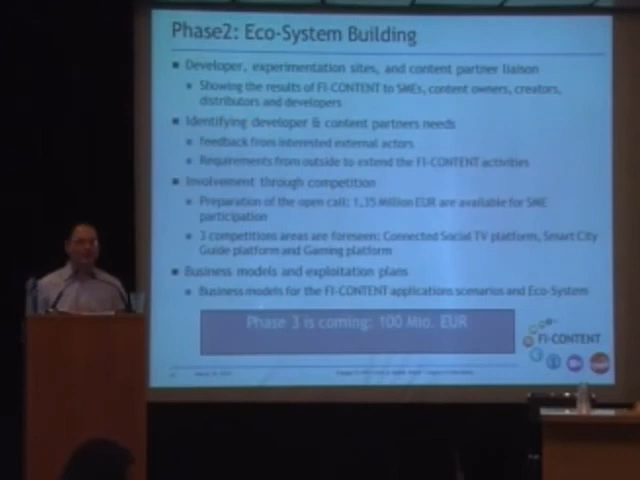 Phase2: Eco-System Building
Developer, experimentation sites, and content partner liaison
Showing the results of FI-CONTENT to SMEs, content owners, creators,
distributors and developers
Identifying developer & content partners needs
feedback from interested external actors
Requirements from outside to extend the FI-CONTENT activities
Involvement through competition
Preparation of the open call: 1,35 Million EUR are available for SME
participation
3 competitions areas are foreseen: Connected Social TV platform, Smart City
Guide platform and Gaming platform
Business models and exploitation plans
Business models for the FI-CONTENT applications scenarios and Eco-System
Phase 3 is coming: 100 Mio. EUR
FI-CONTENT